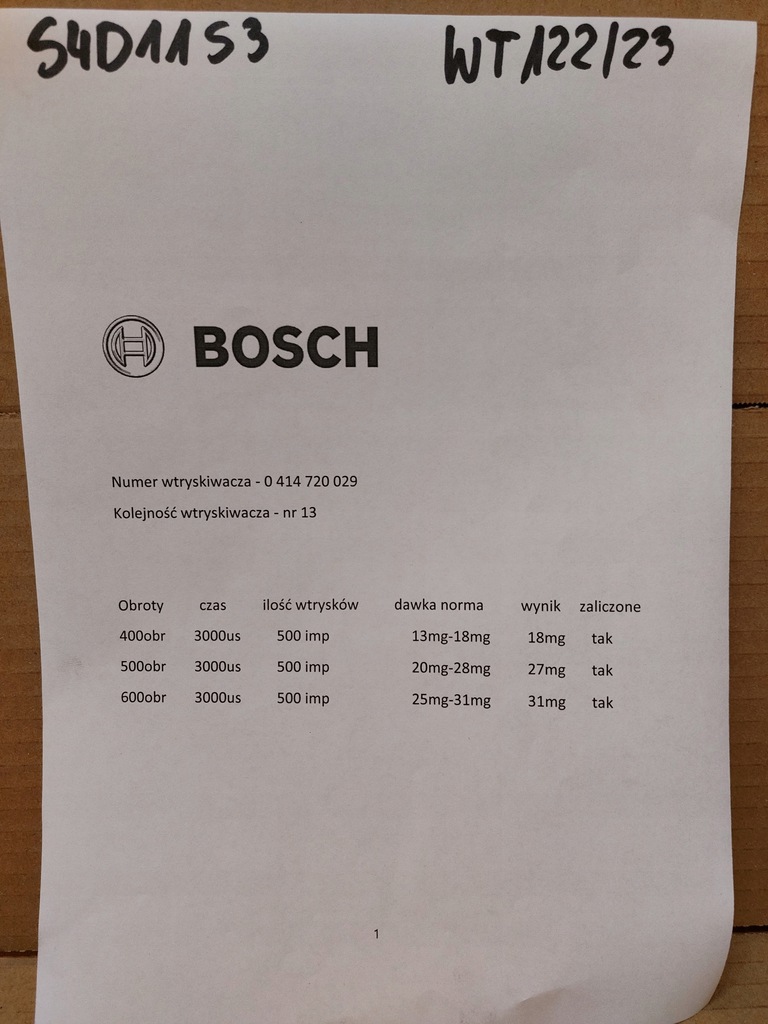 S4D11S3 WT122/23
BOSCH
Numer wtryskiwacza - 0 414 720 029
Kolejność wtryskiwacza - nr 13
Obroty czas ilość wtrysków dawka norma wynik zaliczone
400obr 3000us 500 imp 13mg-18mg 18mg tak
500obr 3000us 500 imp 20mg-28mg 27mg tak
600obr 3000us 500 imp 25mg-31mg 31mg tak
1